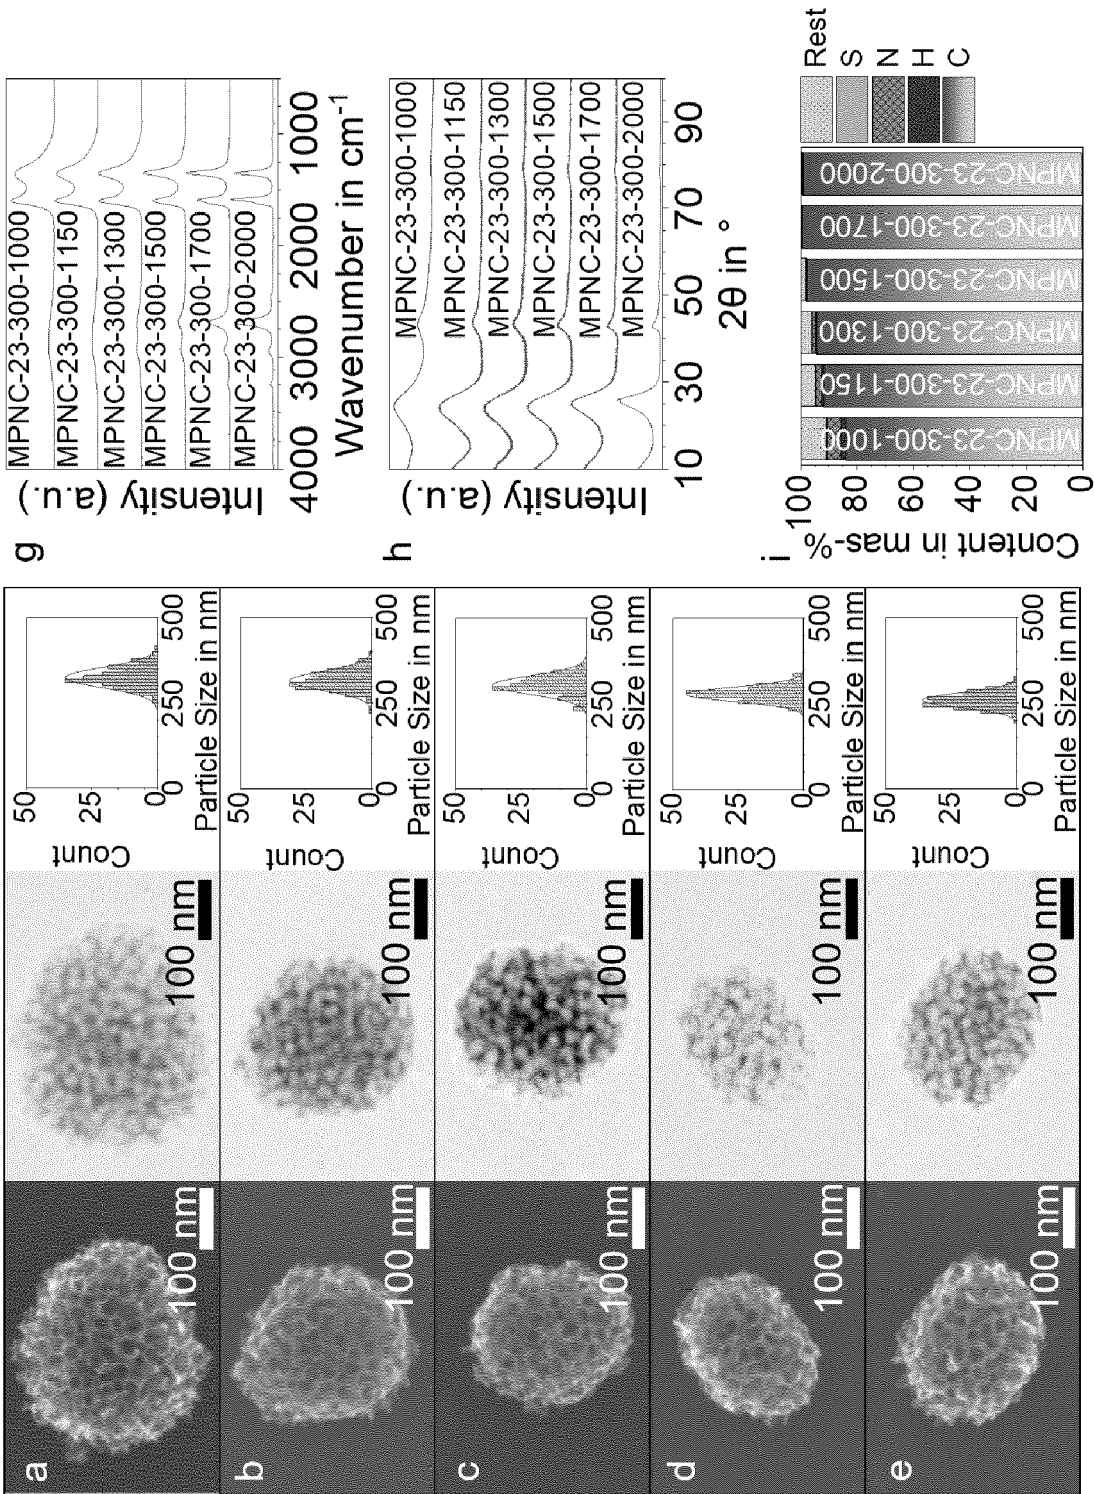 a
100 nm
100 nm
Count
50
25
0
0
250
500
Particle Size in nm
b
100 nm
100 nm
Count
50
25
0
0
250
500
Particle Size in nm
c
100 nm
100 nm
Count
50
25
0
0
250
500
Particle Size in nm
d
100 nm
100 nm
Count
50
25
0
0
250
500
Particle Size in nm
e
100 nm
100 nm
Count
50
25
0
0
250
500
Particle Size in nm
g
Intensity (a.u.)
MPNC-23-300-1000
MPNC-23-300-1150
MPNC-23-300-1300
MPNC-23-300-1500
MPNC-23-300-1700
MPNC-23-300-2000
4000 3000 2000 1000
Wavenumber in cm⁻¹
h
Intensity (a.u.)
MPNC-23-300-1000
MPNC-23-300-1150
MPNC-23-300-1300
MPNC-23-300-1500
MPNC-23-300-1700
MPNC-23-300-2000
10 30 50 70 90
2θ in °
i
Content in mas-%
100
80
60
40
20
0
MPNC-23-300-1000
MPNC-23-300-1150
MPNC-23-300-1300
MPNC-23-300-1500
MPNC-23-300-1700
MPNC-23-300-2000
Rest
S
N
H
C